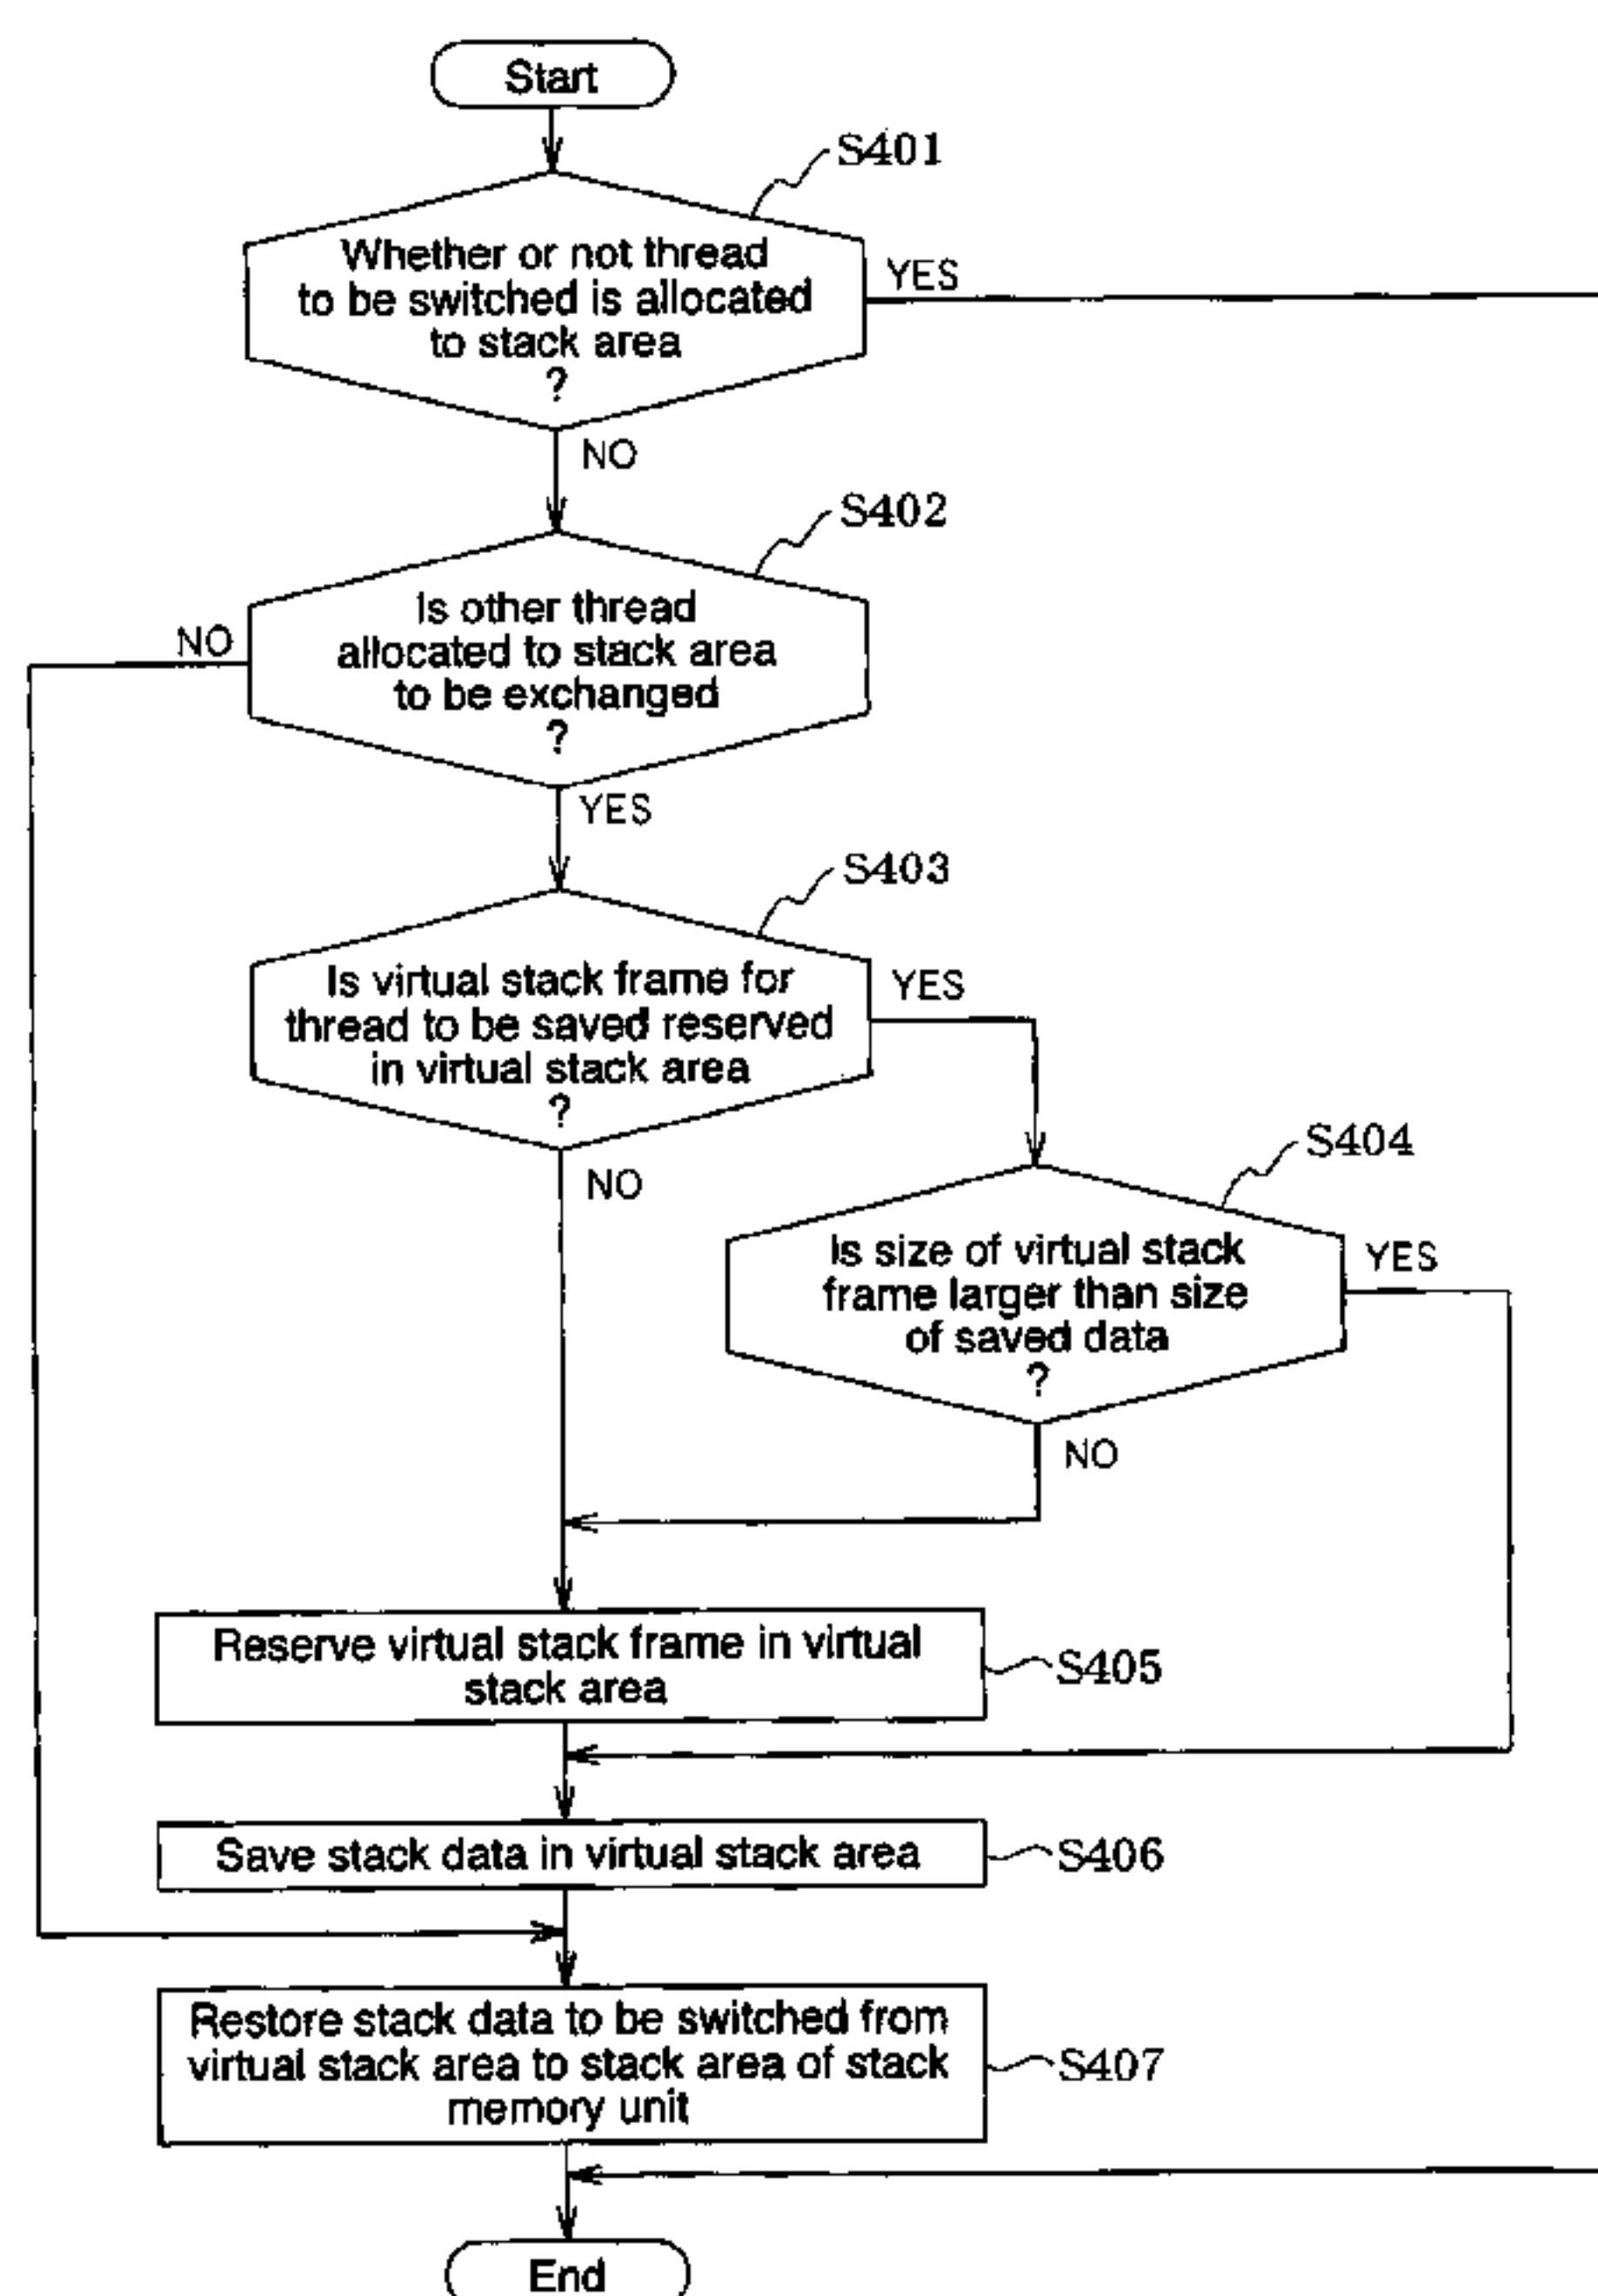 Start
S401
Whether or not thread
to be switched is allocated
to stack area
?
YES
NO
S402
Is other thread
allocated to stack area
to be exchanged
?
NO
YES
S403
Is virtual stack frame for
thread to be saved reserved
in virtual stack area
?
YES
NO
S404
Is size of virtual stack
frame larger than size
of saved data
?
YES
NO
Reserve virtual stack frame in virtual
stack area
S405
Save stack data in virtual stack area
S406
Restore stack data to be switched from
virtual stack area to stack area of stack
memory unit
S407
End